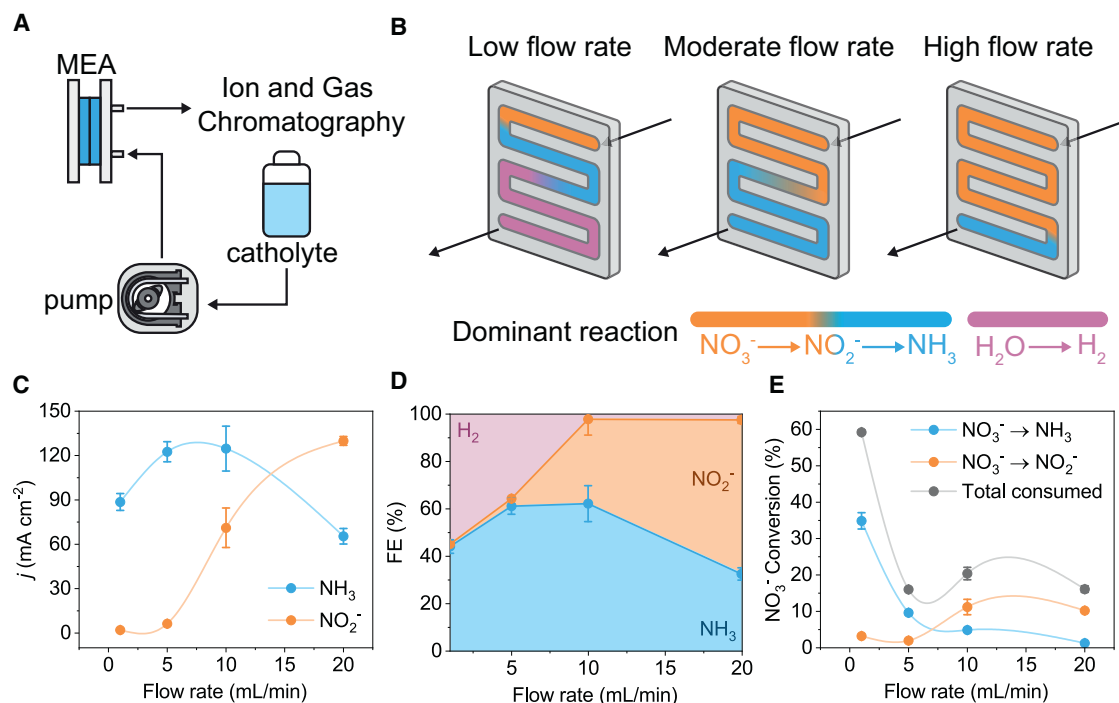 A
MEA
Ion and Gas
Chromatography
catholyte
pump
B
Low flow rate
Moderate flow rate
High flow rate
Dominant reaction
NO₃⁻ → NO₂⁻ → NH₃
H₂O → H₂
C
j (mA cm⁻²)
150
120
90
60
30
0
NH₃
NO₂⁻
0 5 10 15 20
Flow rate (mL/min)
D
FE (%)
100
80
60
40
20
0
H₂
NO₂⁻
NH₃
5 10 15 20
Flow rate (mL/min)
E
NO₃⁻ Conversion (%)
60
50
40
30
20
10
0
NO₃⁻ → NH₃
NO₃⁻ → NO₂⁻
Total consumed
0 5 10 15 20
Flow rate (mL/min)